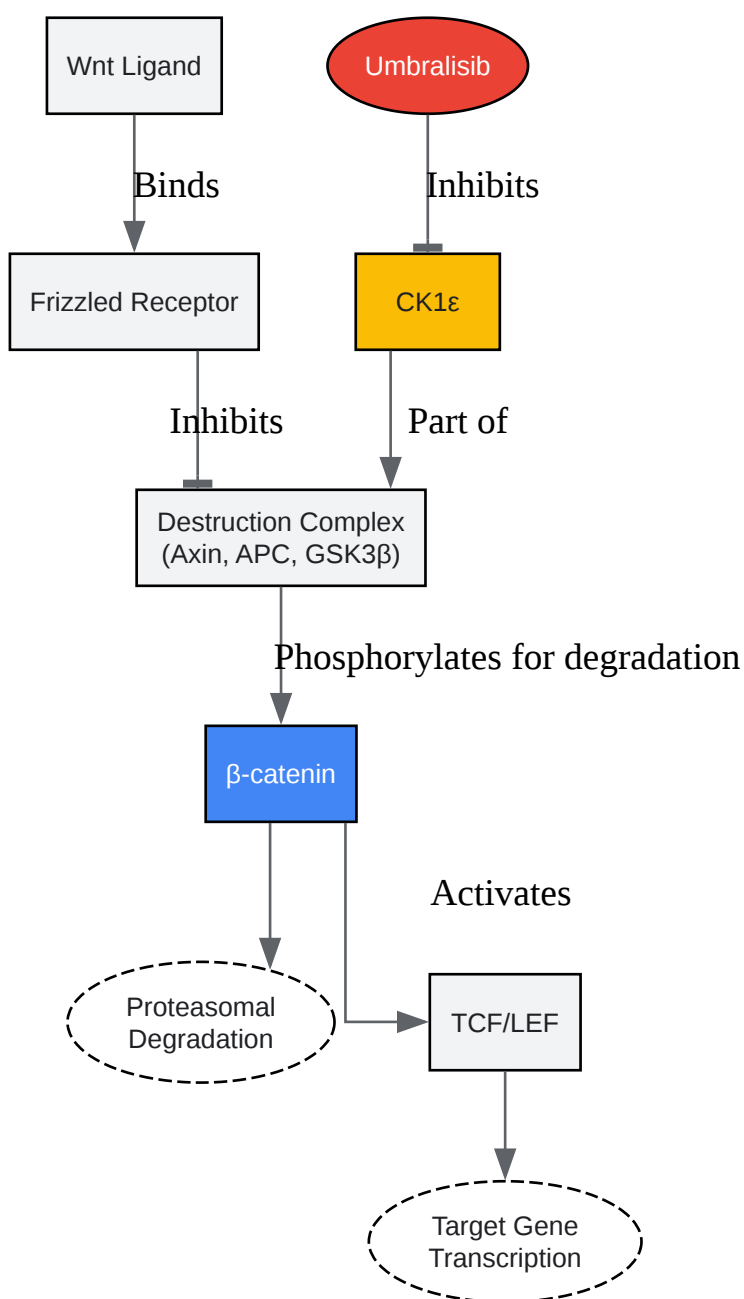 Wnt Ligand
Umbralisib
Binds
Inhibits
Frizzled Receptor
CK1ε
Inhibits
Part of
Destruction Complex
(Axin, APC, GSK3β)
Phosphorylates for degradation
β-catenin
Activates
Proteasomal
Degradation
TCF/LEF
Target Gene
Transcription